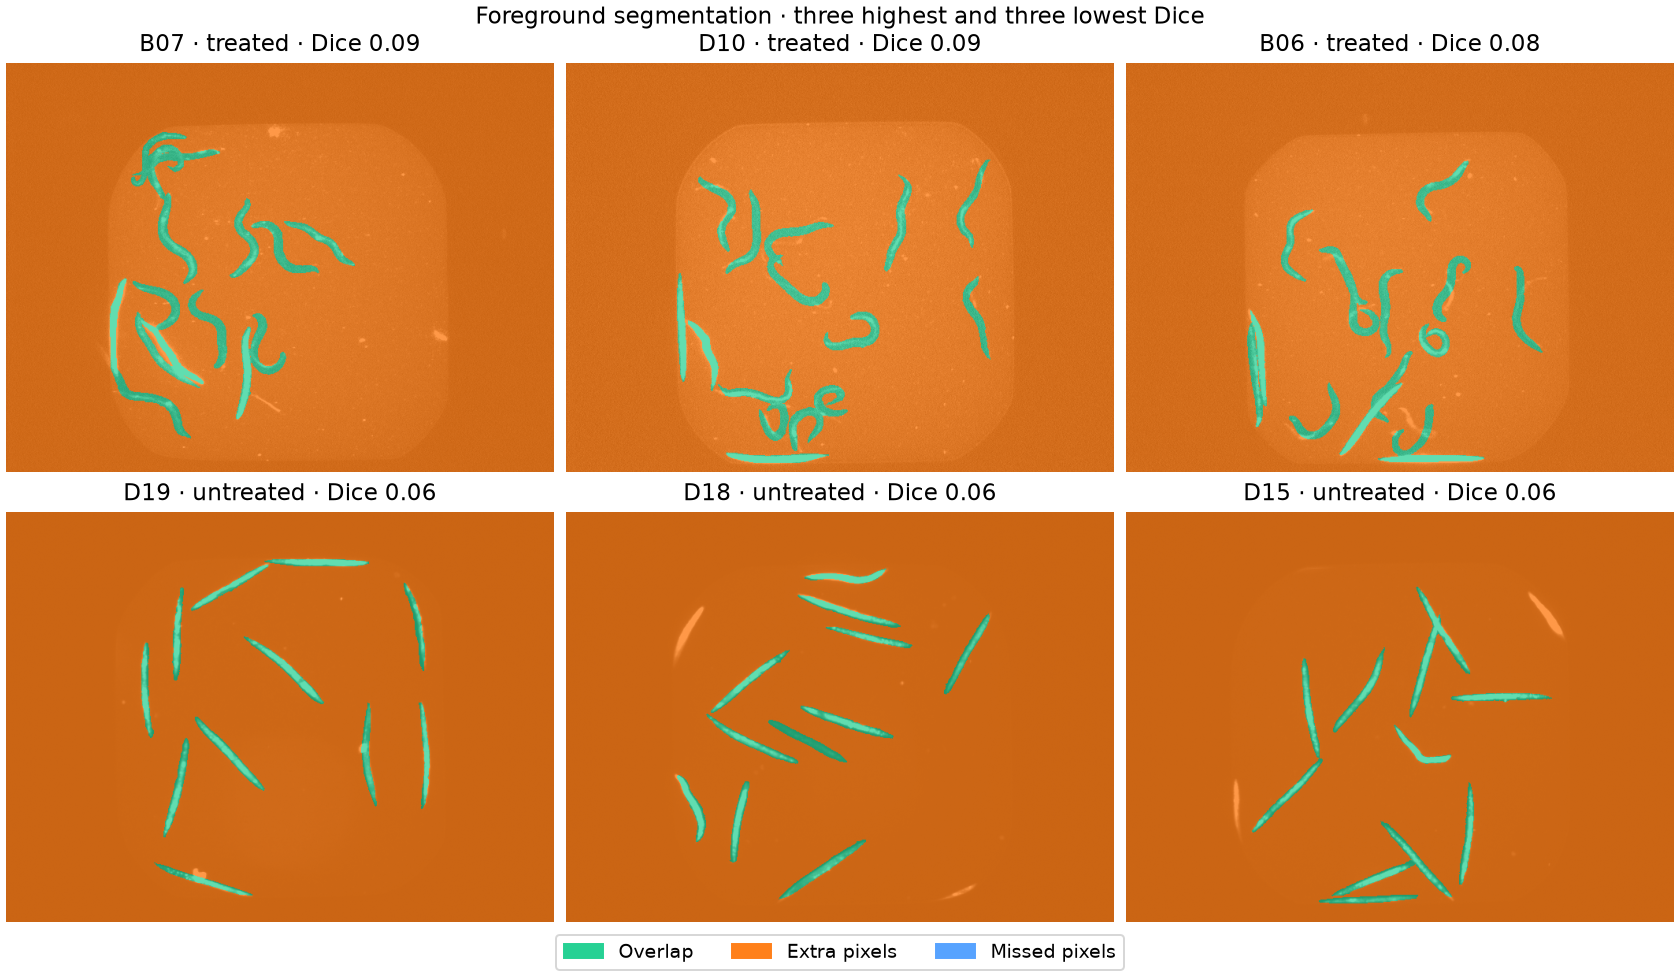 Foreground segmentation · three highest and three lowest Dice
B07 · treated · Dice 0.09
D10 · treated · Dice 0.09
B06 · treated · Dice 0.08
D19 · untreated · Dice 0.06
D18 · untreated · Dice 0.06
D15 · untreated · Dice 0.06
Overlap
Extra pixels
Missed pixels